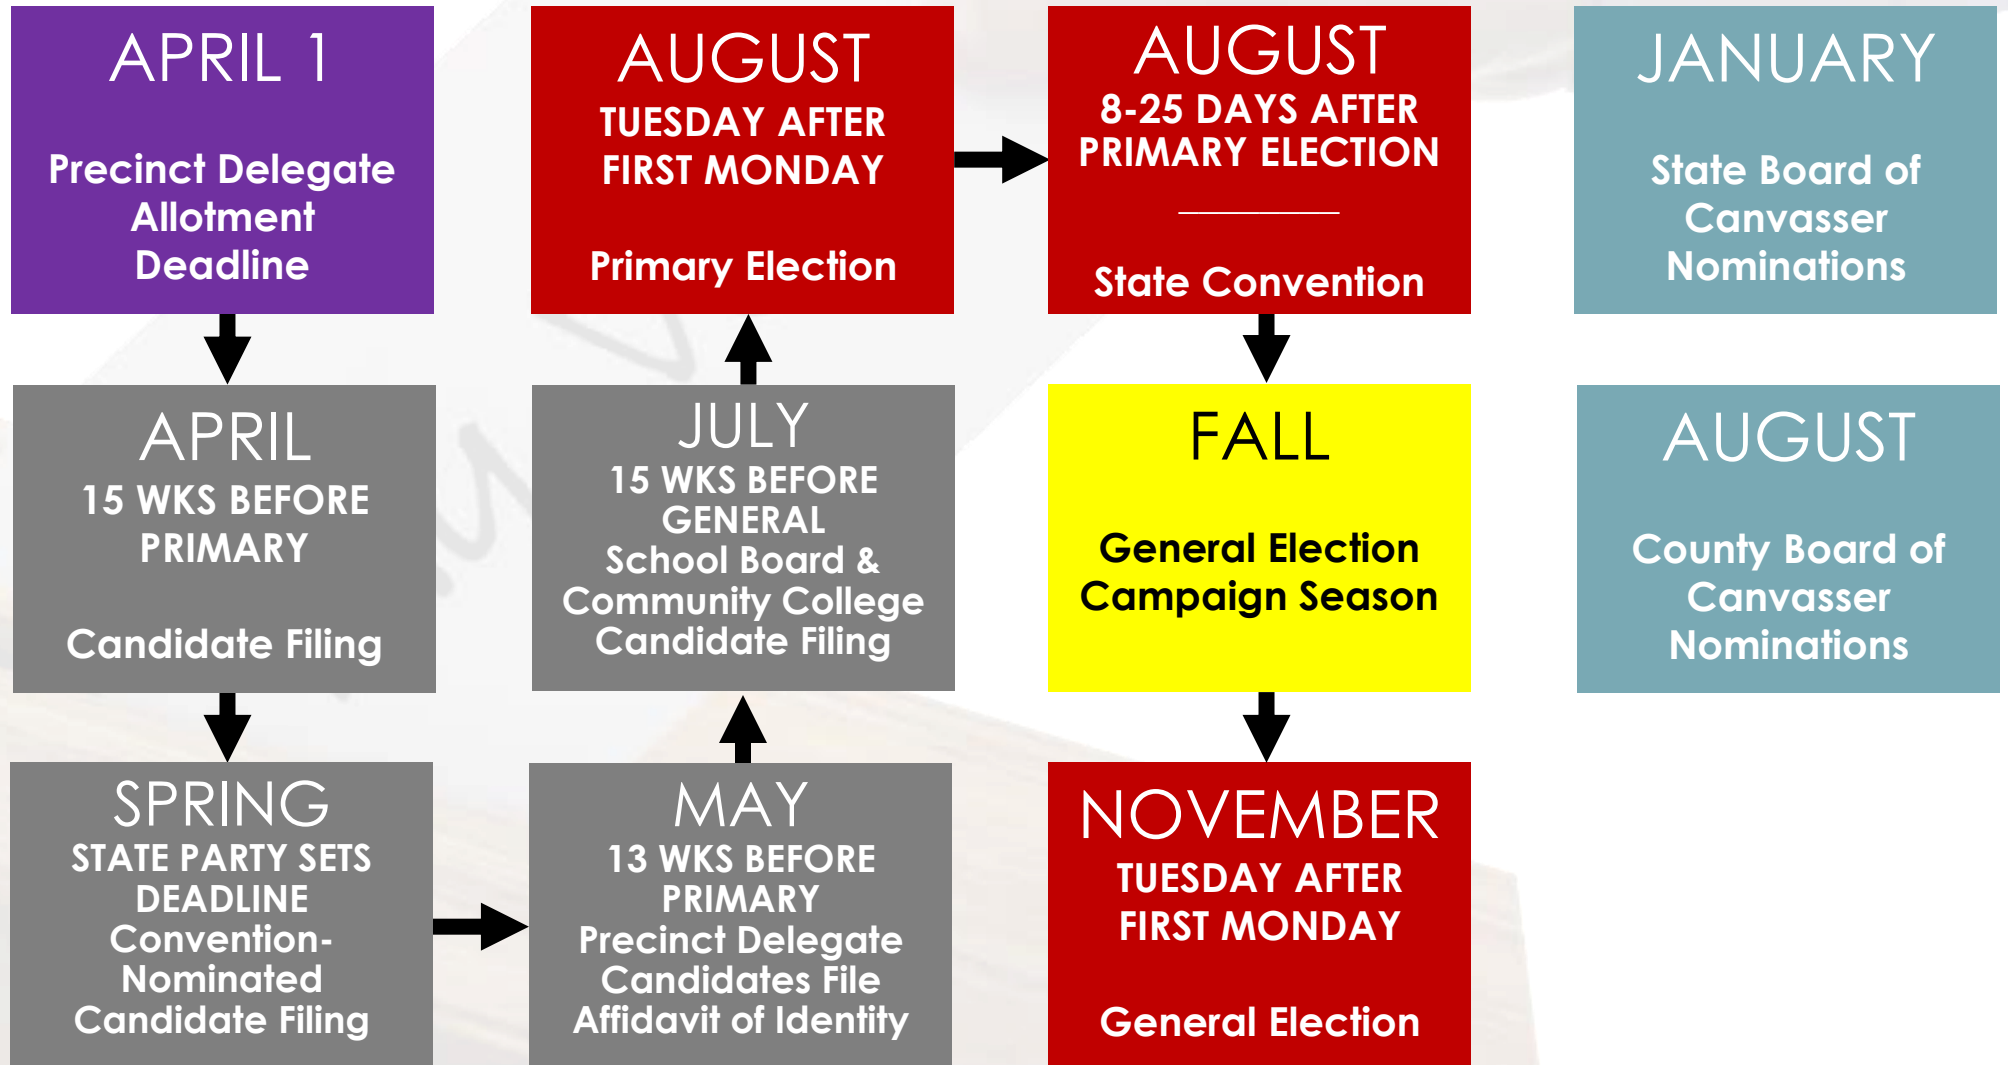 APRIL 1
Precinct Delegate
Allotment
Deadline
APRIL
15 WKS BEFORE
PRIMARY
Candidate Filing
SPRING
STATE PARTY SETS
DEADLINE
Convention-
Nominated
Candidate Filing
MAY
13 WKS BEFORE
PRIMARY
Precinct Delegate
Candidates File
Affidavit of Identity
JULY
15 WKS BEFORE
GENERAL
School Board &
Community College
Candidate Filing
AUGUST
TUESDAY AFTER
FIRST MONDAY
Primary Election
AUGUST
8-25 DAYS AFTER
PRIMARY ELECTION
State Convention
FALL
General Election
Campaign Season
NOVEMBER
TUESDAY AFTER
FIRST MONDAY
General Election
JANUARY
State Board of
Canvasser
Nominations
AUGUST
County Board of
Canvasser
Nominations